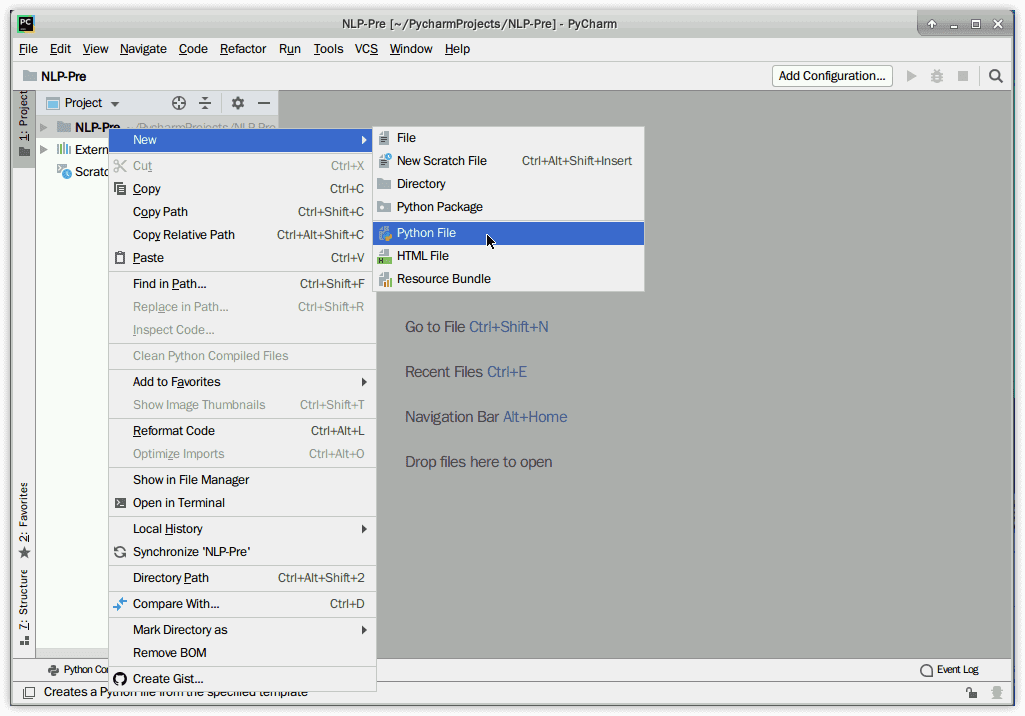 PC
NLP-Pre [~/PycharmProjects/NLP-Pre] - PyCharm
File Edit View Navigate Code Refactor Run Tools VCS Window Help
NLP-Pre
Add Configuration...
1: Project
Project
NLP-Pre ~/PycharmProjects/NLP-Pre
Extern
Scratc
New
Cut Ctrl+X
Copy Ctrl+C
Copy Path Ctrl+Shift+C
Copy Relative Path Ctrl+Alt+Shift+C
Paste Ctrl+V
Find in Path... Ctrl+Shift+F
Replace in Path... Ctrl+Shift+R
Inspect Code...
Clean Python Compiled Files
Add to Favorites
Show Image Thumbnails Ctrl+Shift+T
Reformat Code Ctrl+Alt+L
Optimize Imports Ctrl+Alt+O
Show in File Manager
Open in Terminal
Local History
Synchronize 'NLP-Pre'
Directory Path Ctrl+Alt+Shift+2
Compare With... Ctrl+D
Mark Directory as
Remove BOM
Create Gist...
File
New Scratch File Ctrl+Alt+Shift+Insert
Directory
Python Package
Python File
HTML File
Resource Bundle
Go to File Ctrl+Shift+N
Recent Files Ctrl+E
Navigation Bar Alt+Home
Drop files here to open
2: Favorites
7: Structure
Python Co
Event Log
Creates a Python file from the specified template